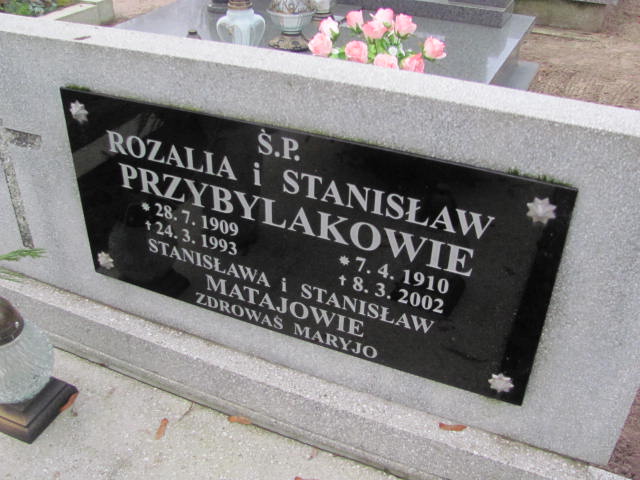 Ś.P.
ROZALIA i STANISŁAW
PRZYBYLAKOWIE
* 28. 7. 1909 * 7. 4. 1910
† 24. 3. 1993 † 8. 3. 2002
STANISŁAWA i STANISŁAW
MATAJOWIE
ZDROWAŚ MARYJO